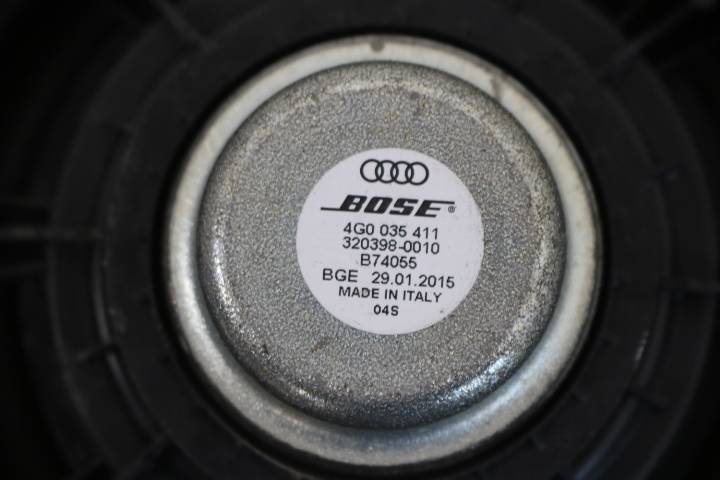 BOSE®
4G0 035 411
320398-0010
B74055
BGE 29.01.2015
MADE IN ITALY
04S